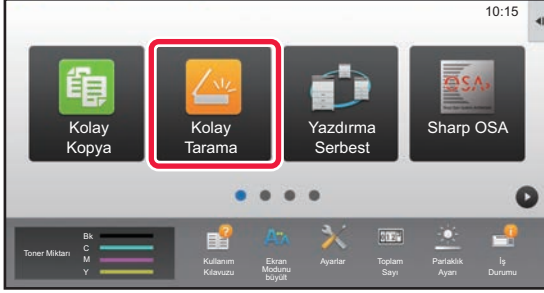 10:15
Kolay
Kopya
Kolay
Tarama
Yazdırma
Serbest
OSA
Sharp OSA
Toner Miktarı
Bk
C
M
Y
Kullanım
Kılavuzu
Ekran
Modunu
büyült
Ayarlar
Toplam
Sayı
Parlaklık
Ayarı
İş
Durumu